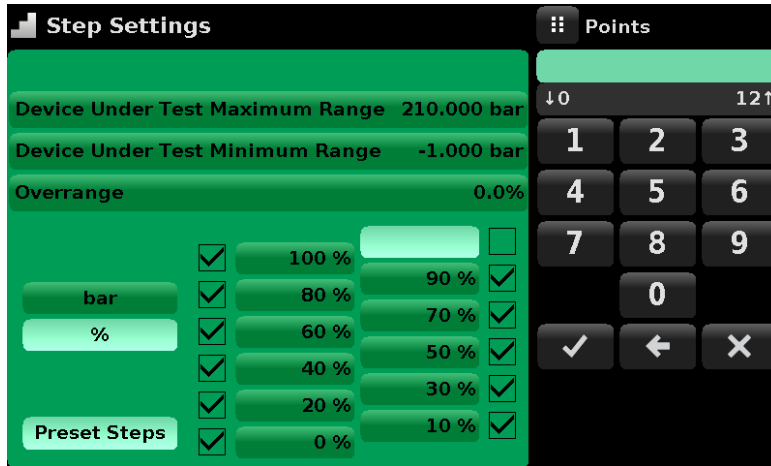 Step Settings
Device Under Test Maximum Range 210.000 bar
Device Under Test Minimum Range -1.000 bar
Overrange 0.0%
bar
%
Preset Steps
100 %
80 %
60 %
40 %
20 %
0 %
90 %
70 %
50 %
30 %
10 %
Points
↓0 12↑
1 2 3
4 5 6
7 8 9
0